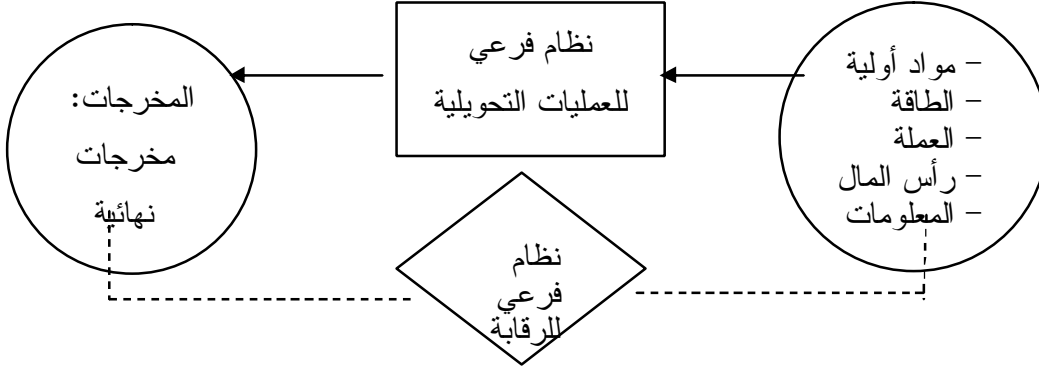 – مواد أولية
– الطاقة
– العملة
– رأس المال
– المعلومات
نظام فرعي
للعمليات التحويلية
المخرجات:
مخرجات
نهائية
نظام
فرعي
للرقابة